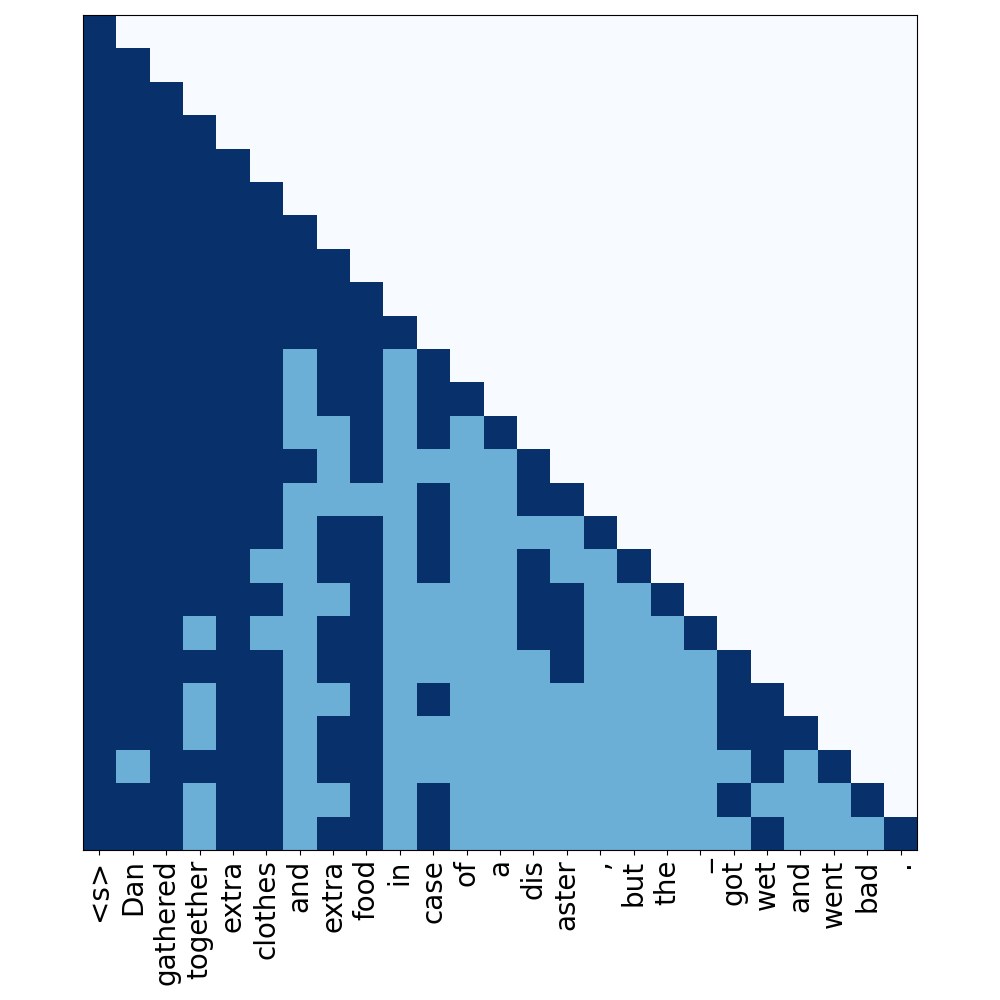 <s> Dan gathered together extra clothes and extra food in case of a dis aster , but the _ got wet and went bad .